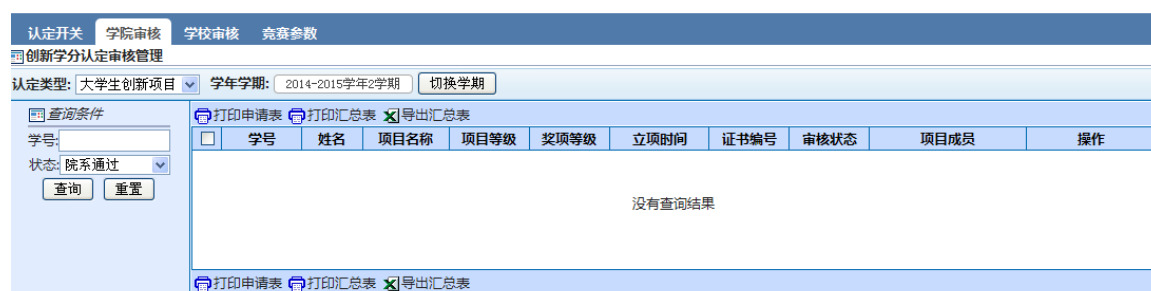 认定开关 学院审核 学校审核 竞赛参数
创新学分认定审核管理
认定类型: 大学生创新项目 学年学期: 2014-2015学年2学期 切换学期
查询条件 打印申请表 打印汇总表 导出汇总表
学号: 学号 姓名 项目名称 项目等级 奖项等级 立项时间 证书编号 审核状态 项目成员 操作
状态: 院系通过
查询 重置
没有查询结果
打印申请表 打印汇总表 导出汇总表